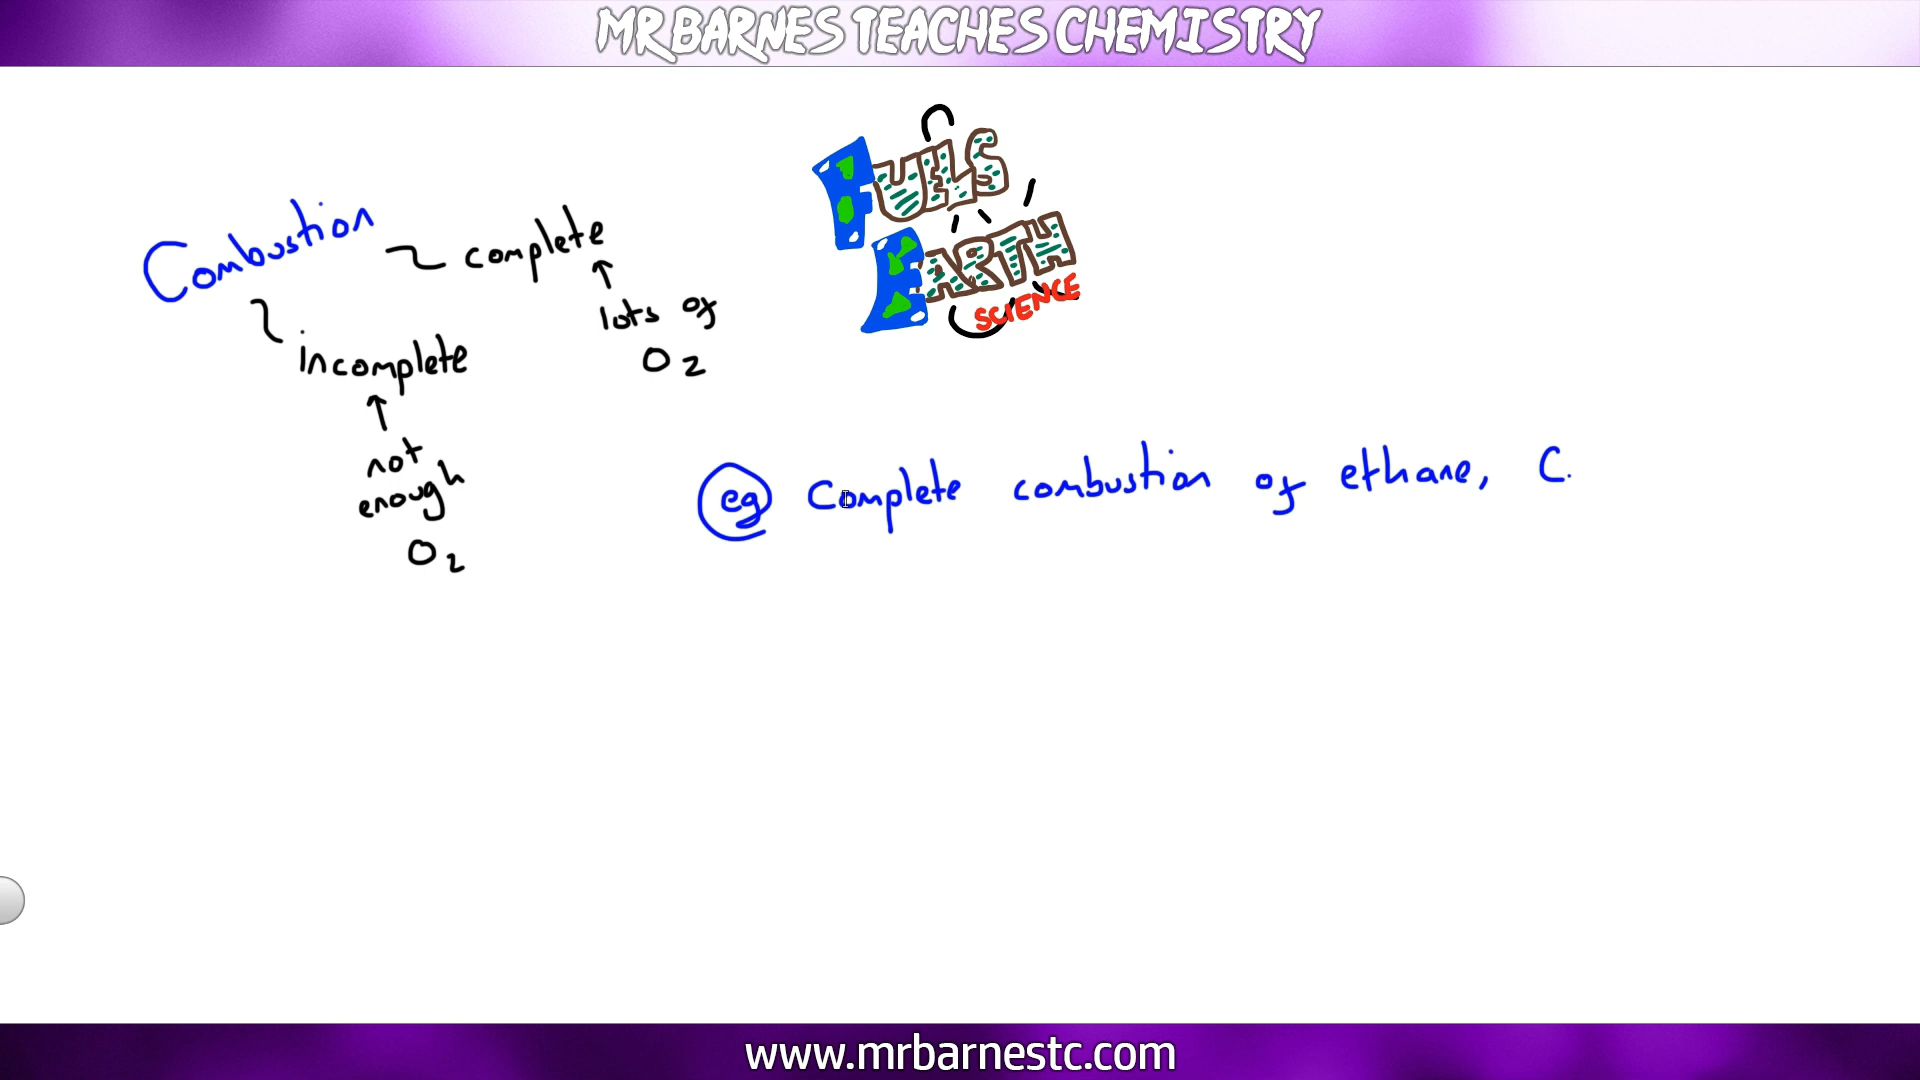 MR BARNES TEACHES CHEMISTRY
FUELS
EARTH
SCIENCE
Combustion
complete
lots of
O2
incomplete
not
enough
O2
eg Complete combustion of ethane, C
www.mrbarnestc.com